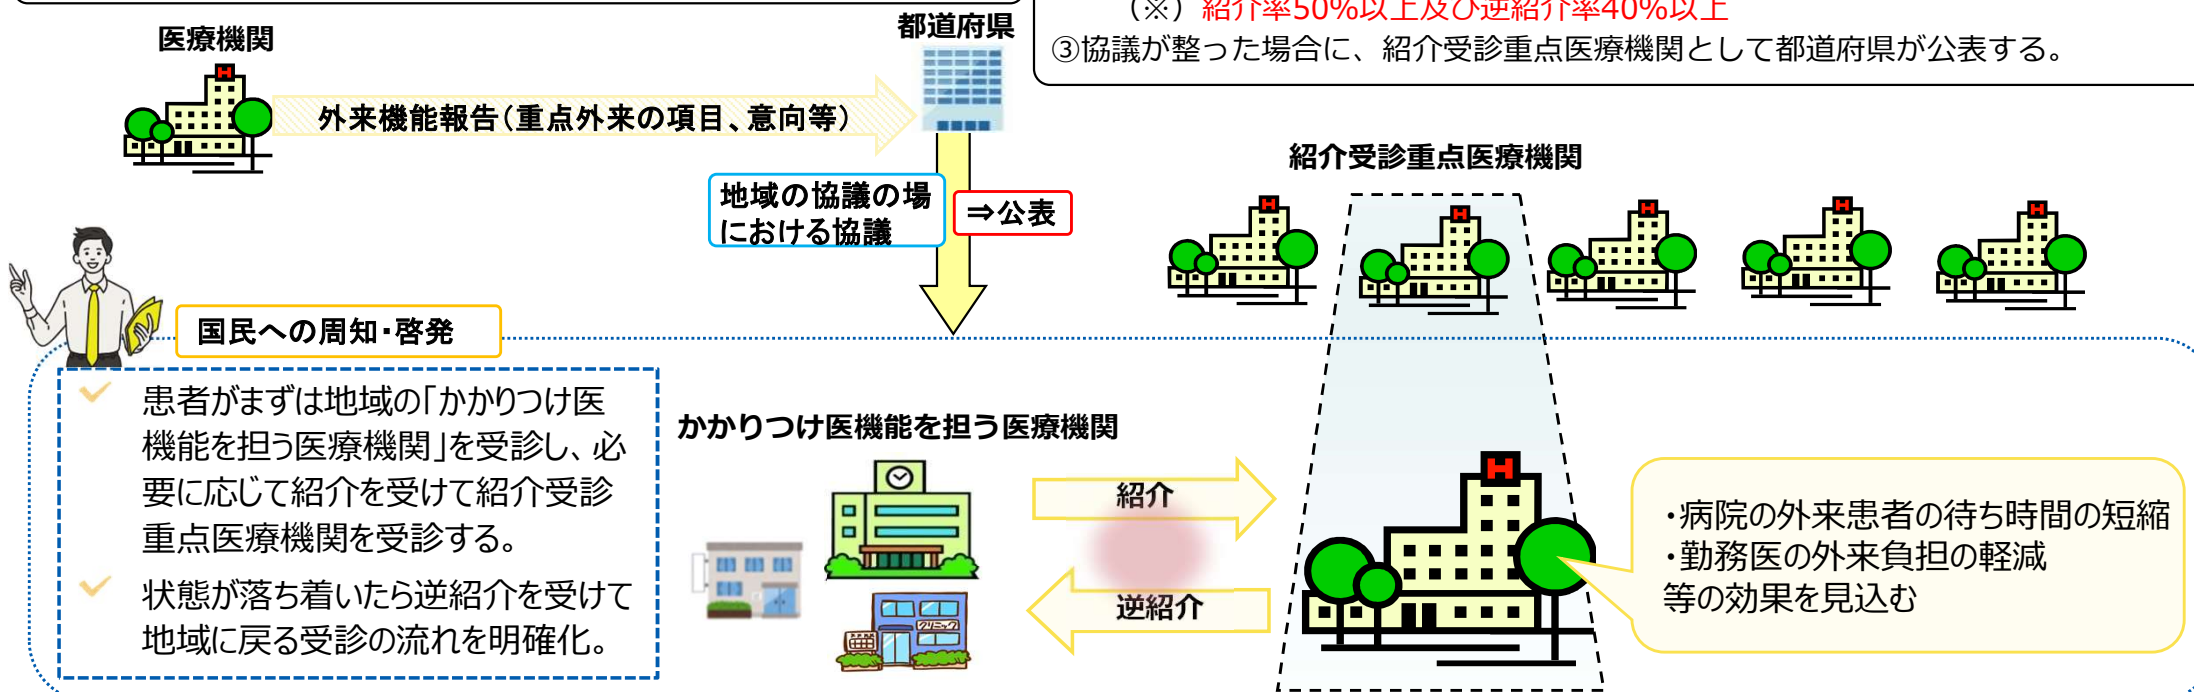 (※)紹介率50%以上及び逆紹介率40%以上
③協議が整った場合に、紹介受診重点医療機関として都道府県が公表する。
医療機関
都道府県
外来機能報告(重点外来の項目、意向等)
地域の協議の場
における協議
⇒公表
紹介受診重点医療機関
国民への周知・啓発
患者がまずは地域の「かかりつけ医
機能を担う医療機関」を受診し、必
要に応じて紹介を受けて紹介受診
重点医療機関を受診する。
状態が落ち着いたら逆紹介を受けて
地域に戻る受診の流れを明確化。
かかりつけ医機能を担う医療機関
クリニック
紹介
逆紹介
・病院の外来患者の待ち時間の短縮
・勤務医の外来負担の軽減
等の効果を見込む
H
H
H
H
H
H
H